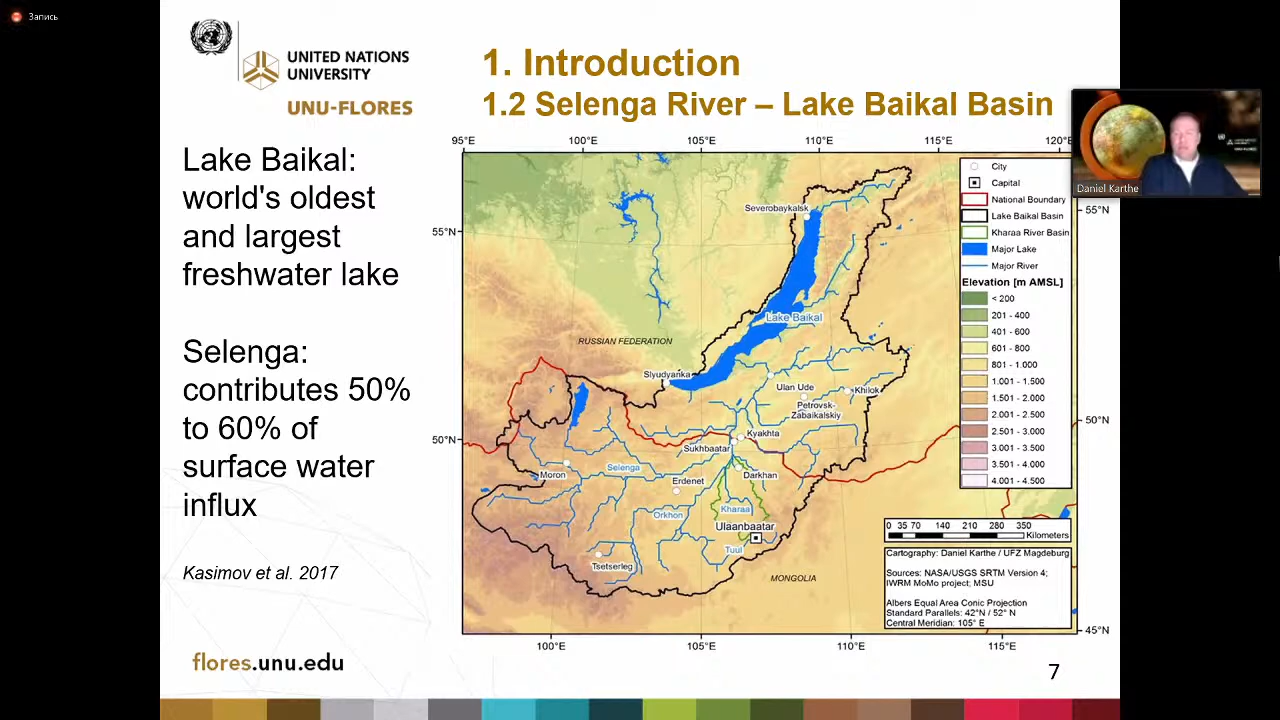 Запись
UNITED NATIONS
UNIVERSITY
UNU-FLORES
1. Introduction
1.2 Selenga River – Lake Baikal Basin
Lake Baikal:
world's oldest
and largest
freshwater lake
Selenga:
contributes 50%
to 60% of
surface water
influx
Kasimov et al. 2017
95°E 100°E 105°E 110°E 115°E 120°E
55°N
50°N
55°N
50°N
45°N
100°E 105°E 110°E 115°E
Severobaykalsk
Lake Baikal
RUSSIAN FEDERATION
Slyudyanka
Ulan Ude
Khilok
Petrovsk-
Zabaikalskiy
Kyakhta
Sukhbaatar
Selenga
Moron
Darkhan
Erdenet
Kharaa
Orkhon
Ulaanbaatar
Tuul
Tsetserleg
MONGOLIA
City
Capital
National Boundary
Lake Baikal Basin
Kharaa River Basin
Major Lake
Major River
Elevation [m AMSL]
< 200
201 - 400
401 - 600
601 - 800
801 - 1.000
1.001 - 1.500
1.501 - 2.000
2.001 - 2.500
2.501 - 3.000
3.001 - 3.500
3.501 - 4.000
4.001 - 4.500
0 35 70 140 210 280 350
Kilometers
Cartography: Daniel Karthe / UFZ Magdeburg
Sources: NASA/USGS SRTM Version 4;
IWRM MoMo project; MSU
Albers Equal Area Conic Projection
Standard Parallels: 42°N / 52° N
Central Meridian: 105° E
Daniel Karthe
flores.unu.edu
7